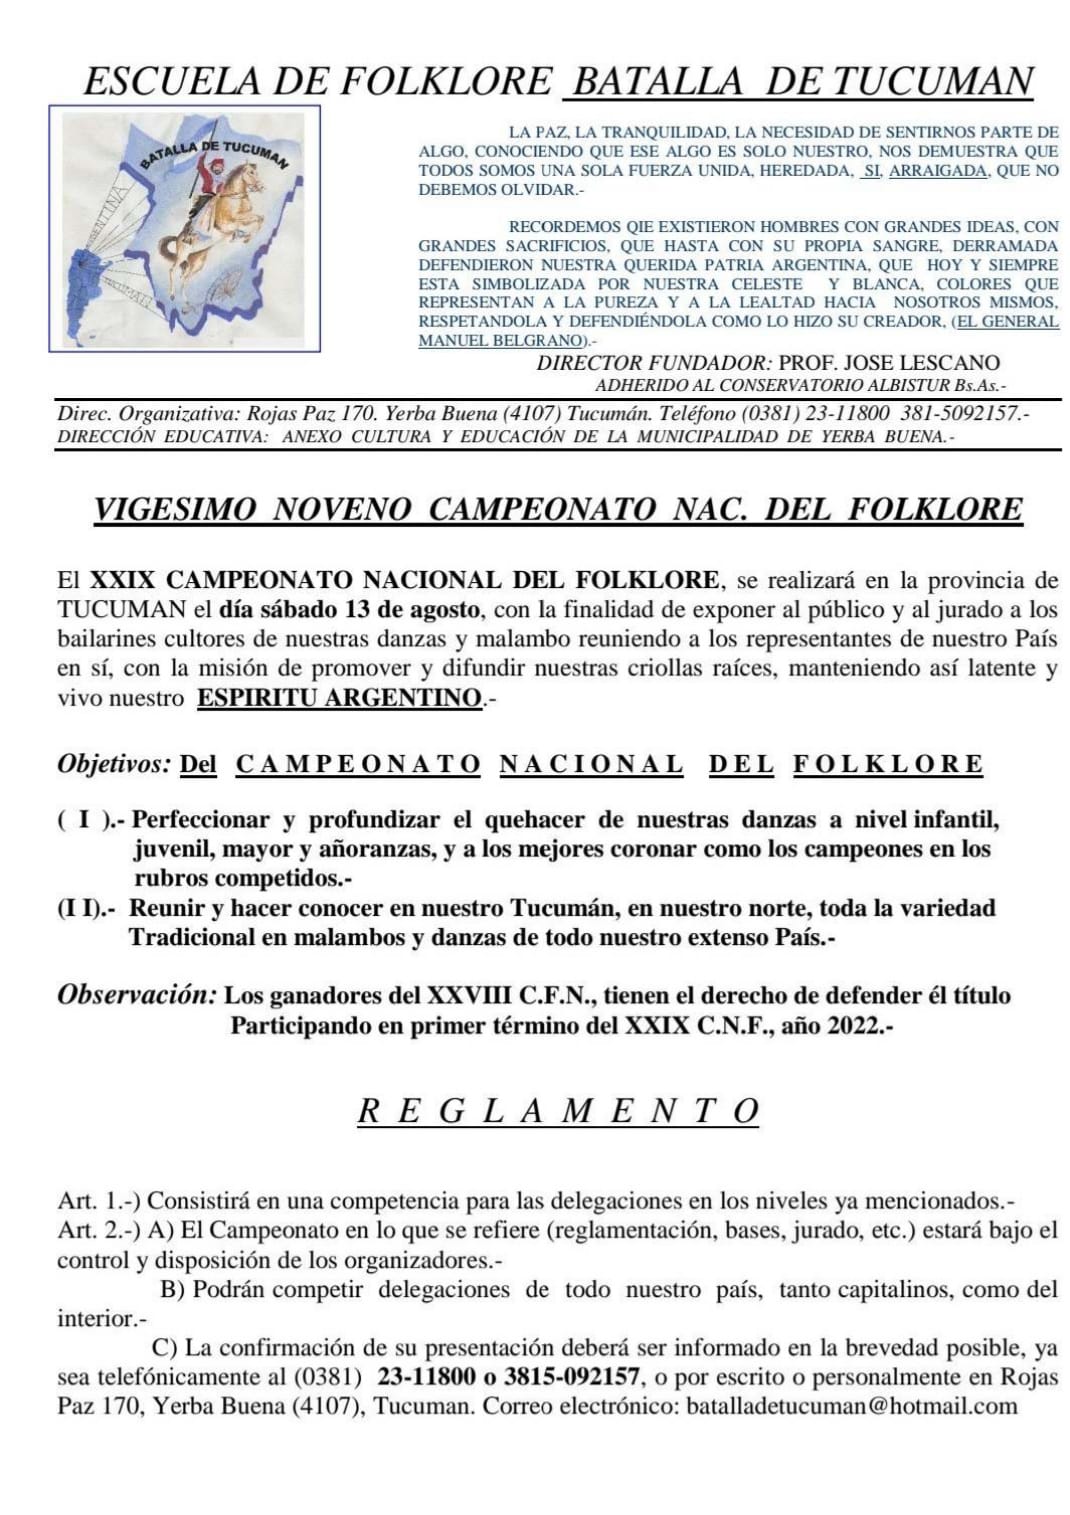 ESCUELA DE FOLKLORE BATALLA DE TUCUMAN
BATALLA DE TUCUMAN
ARGENTINA
TUCUMAN
LA PAZ, LA TRANQUILIDAD, LA NECESIDAD DE SENTIRNOS PARTE DE
ALGO, CONOCIENDO QUE ESE ALGO ES SOLO NUESTRO, NOS DEMUESTRA QUE
TODOS SOMOS UNA SOLA FUERZA UNIDA, HEREDADA, SI, ARRAIGADA, QUE NO
DEBEMOS OLVIDAR.-
RECORDEMOS QIE EXISTIERON HOMBRES CON GRANDES IDEAS, CON
GRANDES SACRIFICIOS, QUE HASTA CON SU PROPIA SANGRE, DERRAMADA
DEFENDIERON NUESTRA QUERIDA PATRIA ARGENTINA, QUE HOY Y SIEMPRE
ESTA SIMBOLIZADA POR NUESTRA CELESTE Y BLANCA, COLORES QUE
REPRESENTAN A LA PUREZA Y A LA LEALTAD HACIA NOSOTROS MISMOS,
RESPETANDOLA Y DEFENDIÉNDOLA COMO LO HIZO SU CREADOR, (EL GENERAL
MANUEL BELGRANO).-
DIRECTOR FUNDADOR: PROF. JOSE LESCANO
ADHERIDO AL CONSERVATORIO ALBISTUR Bs.As.-
Direc. Organizativa: Rojas Paz 170. Yerba Buena (4107) Tucumán. Teléfono (0381) 23-11800 381-5092157.-
DIRECCIÓN EDUCATIVA: ANEXO CULTURA Y EDUCACIÓN DE LA MUNICIPALIDAD DE YERBA BUENA.-
VIGESIMO NOVENO CAMPEONATO NAC. DEL FOLKLORE
El XXIX CAMPEONATO NACIONAL DEL FOLKLORE, se realizará en la provincia de
TUCUMAN el día sábado 13 de agosto, con la finalidad de exponer al público y al jurado a los
bailarines cultores de nuestras danzas y malambo reuniendo a los representantes de nuestro País
en sí, con la misión de promover y difundir nuestras criollas raíces, manteniendo así latente y
vivo nuestro ESPIRITU ARGENTINO.-
Objetivos: Del C A M P E O N A T O N A C I O N A L D E L F O L K L O R E
( I ).- Perfeccionar y profundizar el quehacer de nuestras danzas a nivel infantil,
juvenil, mayor y añoranzas, y a los mejores coronar como los campeones en los
rubros competidos.-
(I I).- Reunir y hacer conocer en nuestro Tucumán, en nuestro norte, toda la variedad
Tradicional en malambos y danzas de todo nuestro extenso País.-
Observación: Los ganadores del XXVIII C.F.N., tienen el derecho de defender él título
Participando en primer término del XXIX C.N.F., año 2022.-
R E G L A M E N T O
Art. 1.-) Consistirá en una competencia para las delegaciones en los niveles ya mencionados.-
Art. 2.-) A) El Campeonato en lo que se refiere (reglamentación, bases, jurado, etc.) estará bajo el
control y disposición de los organizadores.-
B) Podrán competir delegaciones de todo nuestro país, tanto capitalinos, como del
interior.-
C) La confirmación de su presentación deberá ser informado en la brevedad posible, ya
sea telefónicamente al (0381) 23-11800 o 3815-092157, o por escrito o personalmente en Rojas
Paz 170, Yerba Buena (4107), Tucuman. Correo electrónico: batalladetucuman@hotmail.com